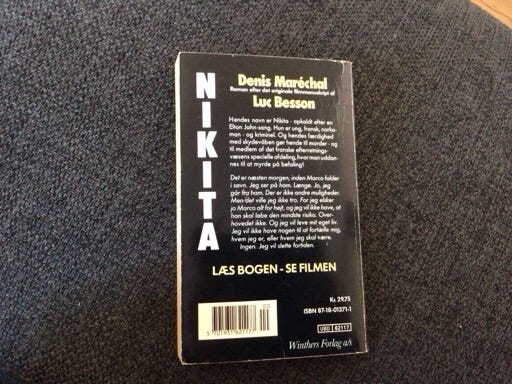 NIKITA
Denis Maréchal
Roman efter det originale filmmanuskript af
Luc Besson
Hendes navn er Nikita - opkaldt efter en
Elton John-sang. Hun er ung, fransk, narko-
man - og kriminel. Og hendes færdighed
med skydevåben gør hende til morder - og
til medlem af det franske efterretnings-
væsens specielle afdeling, hvor man uddan-
nes til at myrde på befaling!
Det er næsten morgen, inden Marco falder
i søvn. Jeg ser på ham. Længe. Jo, jeg
går fra ham. Der er ikke andre muligheder.
Men det ville jeg ikke tro. For jeg elsker
jo Marco alt for højt, og jeg vil ikke have, at
han skal løbe den mindste risiko. Over-
hovedet ikke. Og jeg vil leve mit eget liv.
Jeg vil ikke have nogen til at fortælle mig,
hvem jeg er, eller hvem jeg skal være.
Ingen. Jeg vil slette fortiden.
LÆS BOGEN - SE FILMEN
Kr. 29.75
ISBN 87-18-01371-1
00
UGD 82117
Winthers Forlag a/s